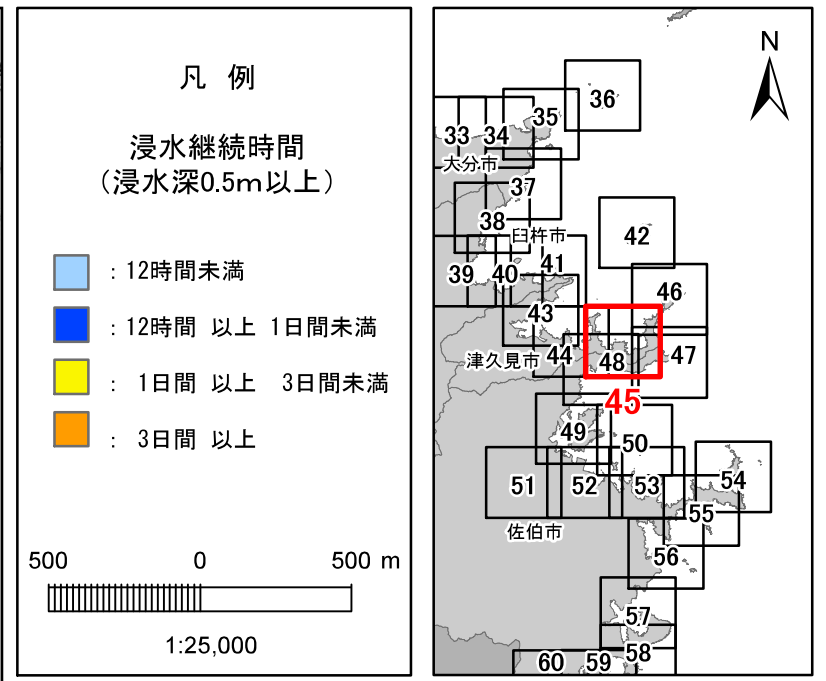 凡 例
浸水継続時間
（浸水深0.5m以上）
：12時間未満
：12時間 以上 1日間未満
： 1日間 以上 3日間未満
： 3日間 以上
500 0 500 m
1:25,000
N
36
35
33 34
大分市
37
38
臼杵市
42
41
39 40
46
43
44 48 47
津久見市
45
49
50
51 52 53 54
55
佐伯市
56
57
58
60 59